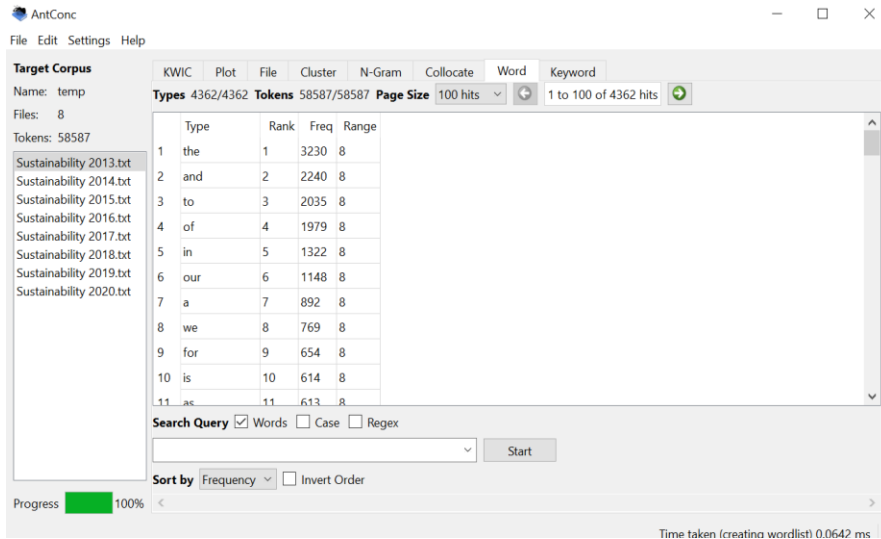 AntConc
File Edit Settings Help
Target Corpus
Name: temp
Files: 8
Tokens: 58587
Sustainability 2013.txt
Sustainability 2014.txt
Sustainability 2015.txt
Sustainability 2016.txt
Sustainability 2017.txt
Sustainability 2018.txt
Sustainability 2019.txt
Sustainability 2020.txt
Progress 100%
KWIC Plot File Cluster N-Gram Collocate Word Keyword
Types 4362/4362 Tokens 58587/58587 Page Size 100 hits 1 to 100 of 4362 hits
Type Rank Freq Range
1 the 1 3230 8
2 and 2 2240 8
3 to 3 2035 8
4 of 4 1979 8
5 in 5 1322 8
6 our 6 1148 8
7 a 7 892 8
8 we 8 769 8
9 for 9 654 8
10 is 10 614 8
11 as 11 613 8
Search Query Words Case Regex
Start
Sort by Frequency Invert Order
Time taken (creating wordlist) 0.0642 ms